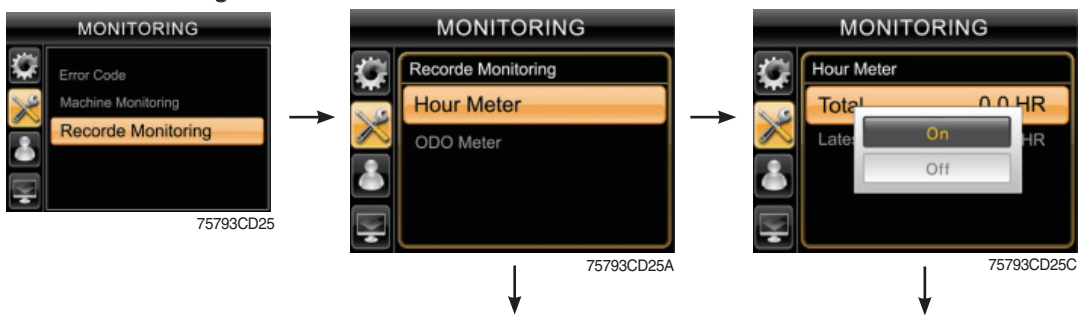 MONITORING
Error Code
Machine Monitoring
Recorde Monitoring
75793CD25
MONITORING
Recorde Monitoring
Hour Meter
ODO Meter
75793CD25A
MONITORING
Hour Meter
Total 0.0 HR
HR
On
Off
75793CD25C